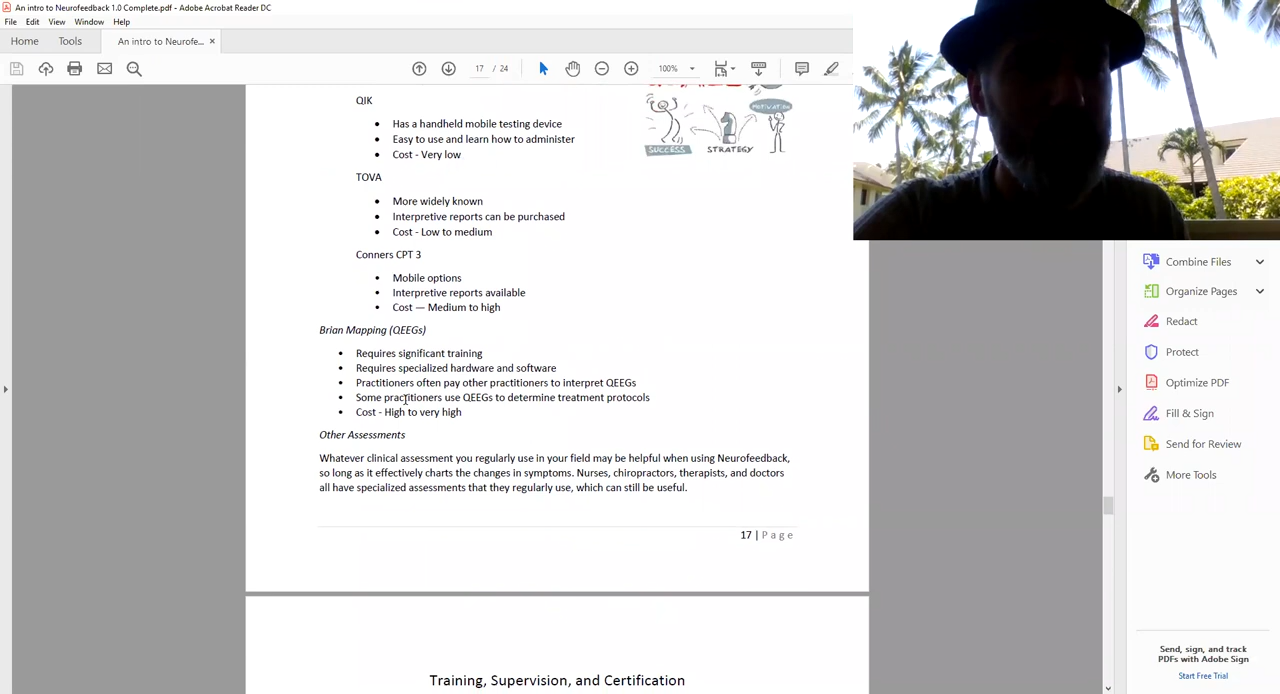 An intro to Neurofeedback 1.0 Complete.pdf - Adobe Acrobat Reader DC
File Edit View Window Help
Home Tools An intro to Neurofe... ×
17 / 24 100%
QIK
• Has a handheld mobile testing device
• Easy to use and learn how to administer
• Cost - Very low
MOTIVATION
SUCCESS STRATEGY
TOVA
• More widely known
• Interpretive reports can be purchased
• Cost - Low to medium
Conners CPT 3
• Mobile options
• Interpretive reports available
• Cost — Medium to high
Brian Mapping (QEEGs)
• Requires significant training
• Requires specialized hardware and software
• Practitioners often pay other practitioners to interpret QEEGs
• Some practitioners use QEEGs to determine treatment protocols
• Cost - High to very high
Other Assessments
Whatever clinical assessment you regularly use in your field may be helpful when using Neurofeedback,
so long as it effectively charts the changes in symptoms. Nurses, chiropractors, therapists, and doctors
all have specialized assessments that they regularly use, which can still be useful.
17 | Page
Training, Supervision, and Certification
Combine Files
Organize Pages
Redact
Protect
Optimize PDF
Fill & Sign
Send for Review
More Tools
Send, sign, and track
PDFs with Adobe Sign
Start Free Trial